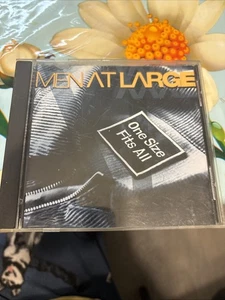 MEN AT LARGE
One Size
Fits All